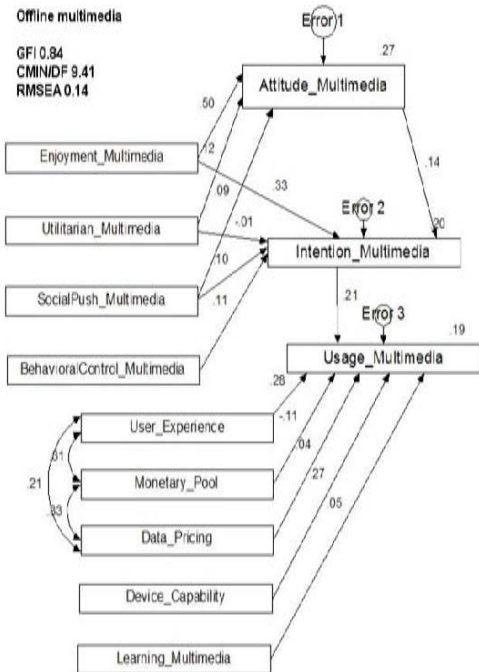 Offline multimedia
GFI 0.84
CMIN/DF 9.41
RMSEA 0.14
Error 1
.27
Attitude_Multimedia
.50
.12
.09
.14
Enjoyment_Multimedia
.33
Error 2
.20
Utilitarian_Multimedia
-.01
Intention_Multimedia
.10
SocialPush_Multimedia
.11
.21
Error 3
.19
BehavioralControl_Multimedia
Usage_Multimedia
.28
-.11
User_Experience
.04
.21
Monetary_Pool
.27
Data_Pricing
.05
Device_Capability
Learning_Multimedia